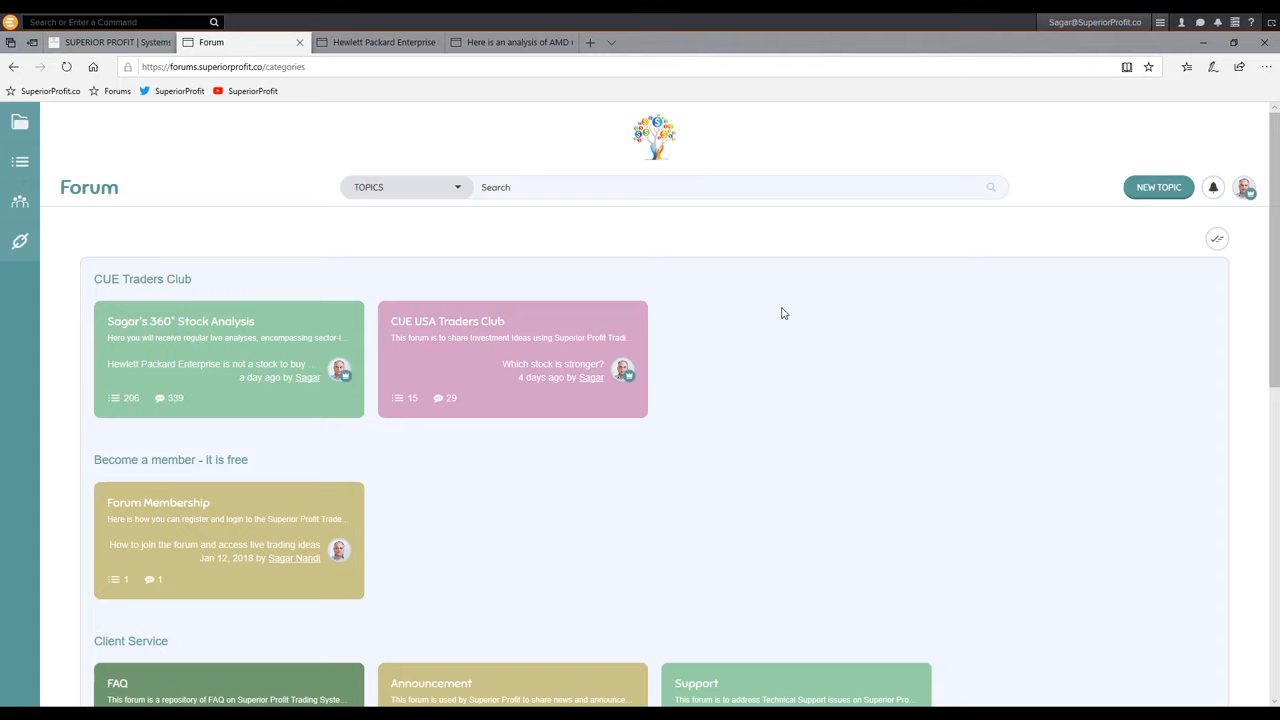 Search or Enter a Command
Sagar@SuperiorProfit.co
SUPERIOR PROFIT | Systems
Forum
Hewlett Packard Enterprise
Here is an analysis of AMD
https://forums.superiorprofit.co/categories
SuperiorProfit.co
Forums
SuperiorProfit
SuperiorProfit
Forum
TOPICS
Search
NEW TOPIC
CUE Traders Club
Sagar's 360° Stock Analysis
Here you will receive regular live analyses, encompassing sector-i...
Hewlett Packard Enterprise is not a stock to buy ...
a day ago by Sagar
206
339
CUE USA Traders Club
This forum is to share Investment Ideas using Superior Profit Tradi...
Which stock is stronger?
4 days ago by Sagar
15
29
Become a member - it is free
Forum Membership
Here is how you can register and login to the Superior Profit Trade...
How to join the forum and access live trading ideas
Jan 12, 2018 by Sagar Nandi
1
1
Client Service
FAQ
This forum is a repository of FAQ on Superior Profit Trading Syste...
Announcement
This forum is used by Superior Profit to share news and announce...
Support
This forum is to address Technical Support issues on Superior Pro...